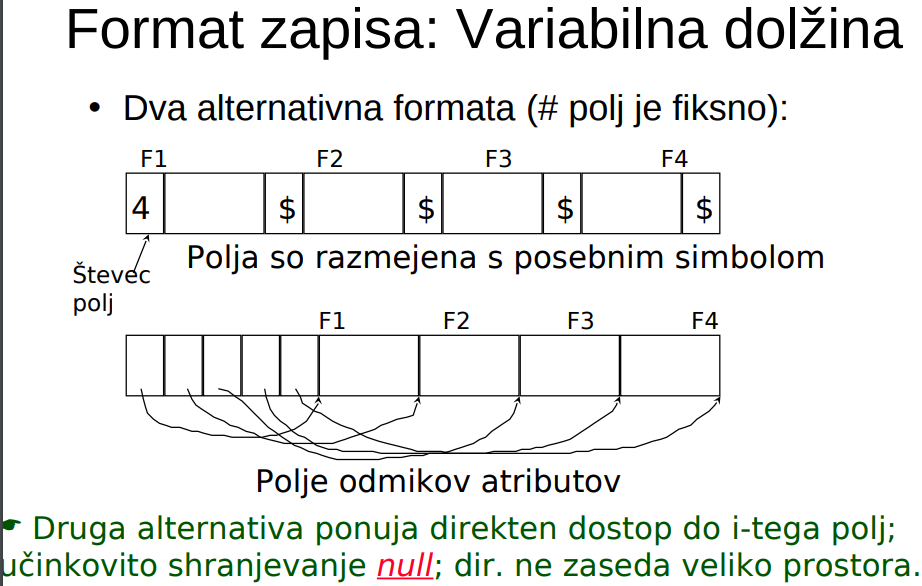 Format zapisa: Variabilna dolžina
• Dva alternativna formata (# polj je fiksno):
F1 F2 F3 F4
4 $ $ $ $
Polja so razmejena s posebnim simbolom
Števec
polj
F1 F2 F3 F4
Polje odmikov atributov
☛ Druga alternativa ponuja direkten dostop do i-tega polj;
učinkovito shranjevanje null; dir. ne zaseda veliko prostora.